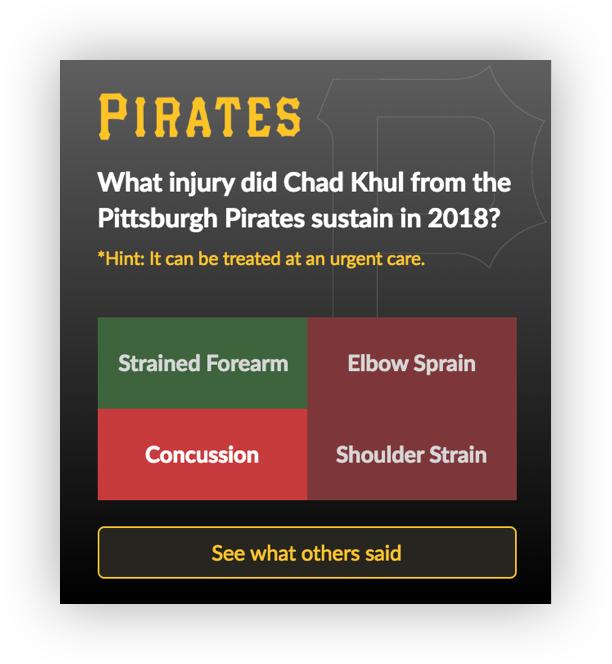 PIRATES
What injury did Chad Khul from the
Pittsburgh Pirates sustain in 2018?
*Hint: It can be treated at an urgent care.
Strained Forearm
Elbow Sprain
Concussion
Shoulder Strain
See what others said